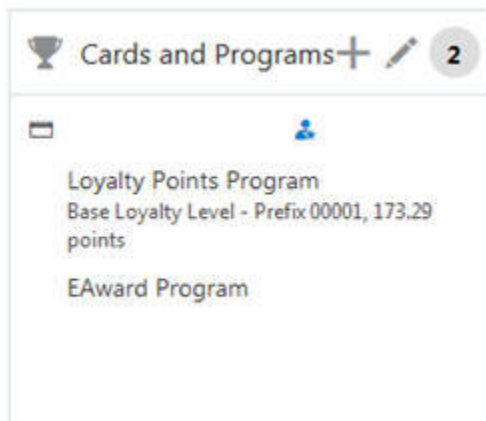 Cards and Programs
2
Loyalty Points Program
Base Loyalty Level - Prefix 00001, 173.29
points
EAward Program